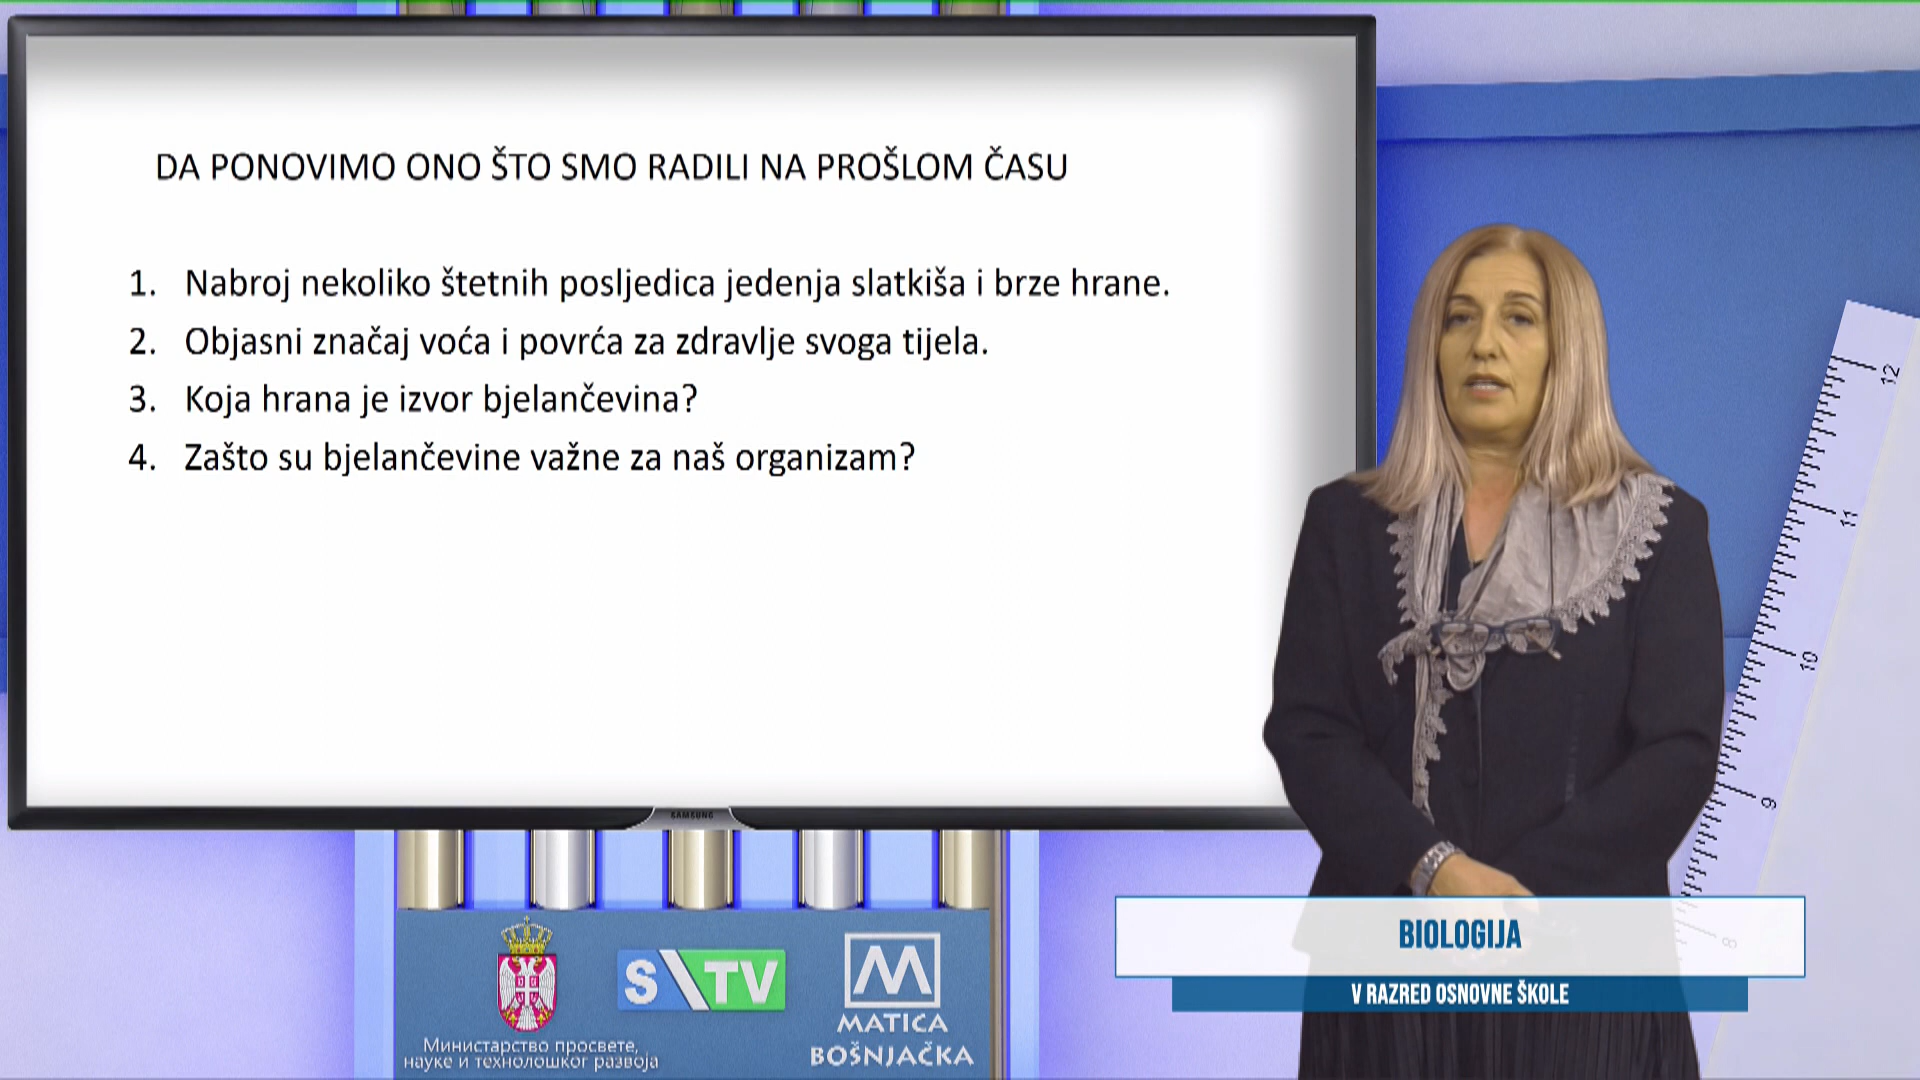 DA PONOVIMO ONO ŠTO SMO RADILI NA PROŠLOM ČASU
1. Nabroj nekoliko štetnih posljedica jedenja slatkiša i brze hrane.
2. Objasni značaj voća i povrća za zdravlje svoga tijela.
3. Koja hrana je izvor bjelančevina?
4. Zašto su bjelančevine važne za naš organizam?
SAMSUNG
12
11
10
9
8
BIOLOGIJA
V RAZRED OSNOVNE ŠKOLE
S TV
Министарство просвете,
науке и технолошког развоја
MATICA
BOŠNJAČKA